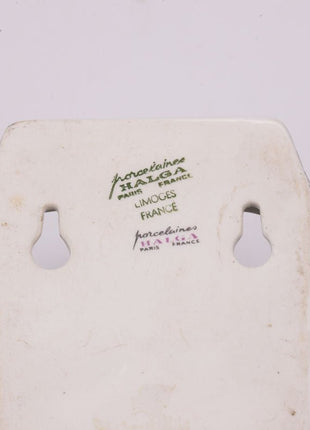 porcelaines
HALGA
PARIS FRANCE
LIMOGES
FRANCE
porcelaines
HALGA
PARIS FRANCE